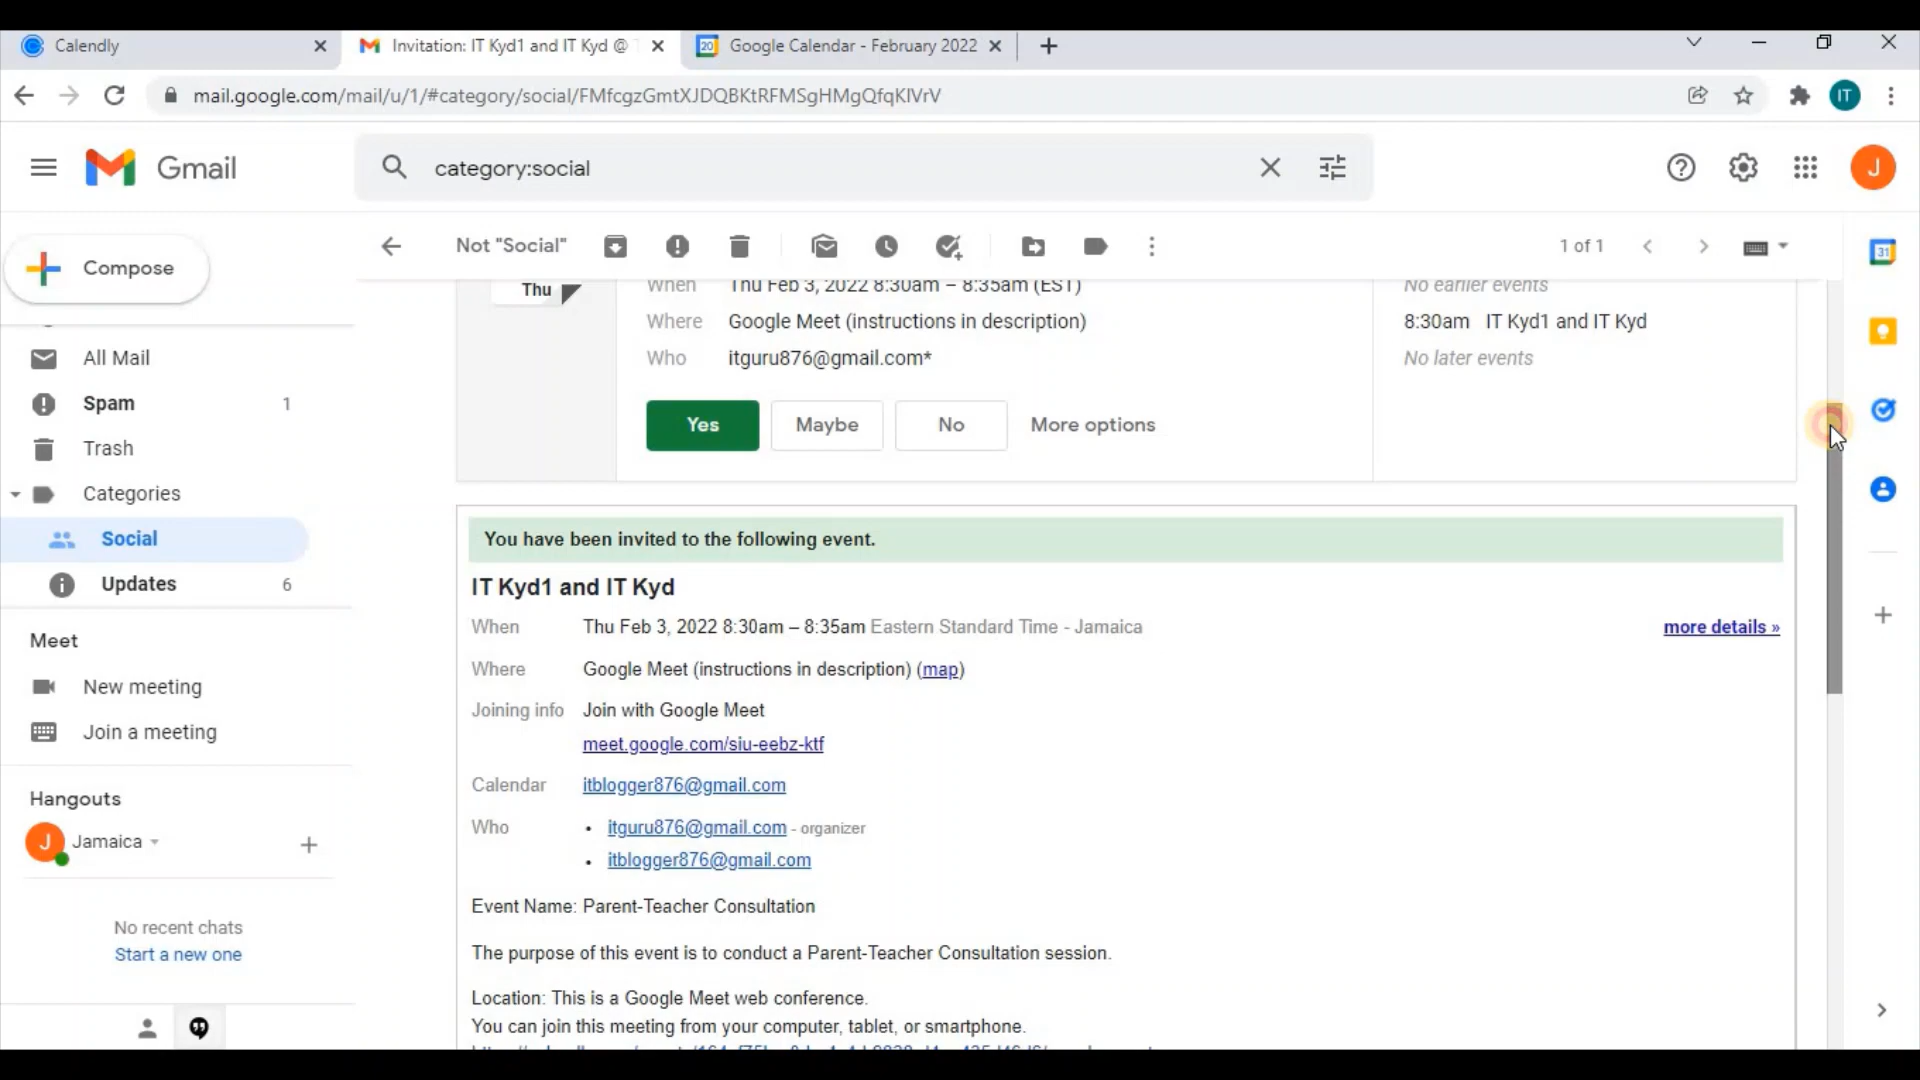 Calendly
Invitation: IT Kyd1 and IT Kyd @
Google Calendar - February 2022
mail.google.com/mail/u/1/#category/social/FMfcgzGmtXJDQBKtRFMSgHMgQfqKlVrV
IT
Gmail
category:social
J
Compose
Not "Social"
1 of 1
31
Thu
When Thu Feb 3, 2022 8:30am – 8:35am (EST)
No earlier events
Where Google Meet (instructions in description)
8:30am IT Kyd1 and IT Kyd
Who itguru876@gmail.com*
No later events
Yes Maybe No More options
All Mail
Spam 1
Trash
Categories
Social
Updates 6
Meet
New meeting
Join a meeting
Hangouts
J Jamaica
No recent chats
Start a new one
You have been invited to the following event.
IT Kyd1 and IT Kyd
When Thu Feb 3, 2022 8:30am – 8:35am Eastern Standard Time - Jamaica
more details »
Where Google Meet (instructions in description) (map)
Joining info Join with Google Meet
meet.google.com/siu-eebz-ktf
Calendar itblogger876@gmail.com
Who • itguru876@gmail.com - organizer
• itblogger876@gmail.com
Event Name: Parent-Teacher Consultation
The purpose of this event is to conduct a Parent-Teacher Consultation session.
Location: This is a Google Meet web conference.
You can join this meeting from your computer, tablet, or smartphone.